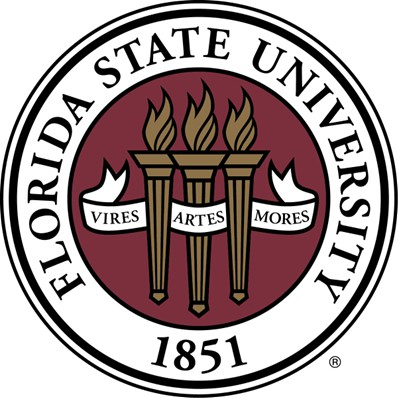 FLORIDA STATE UNIVERSITY
VIRES ARTES MORES
1851
®